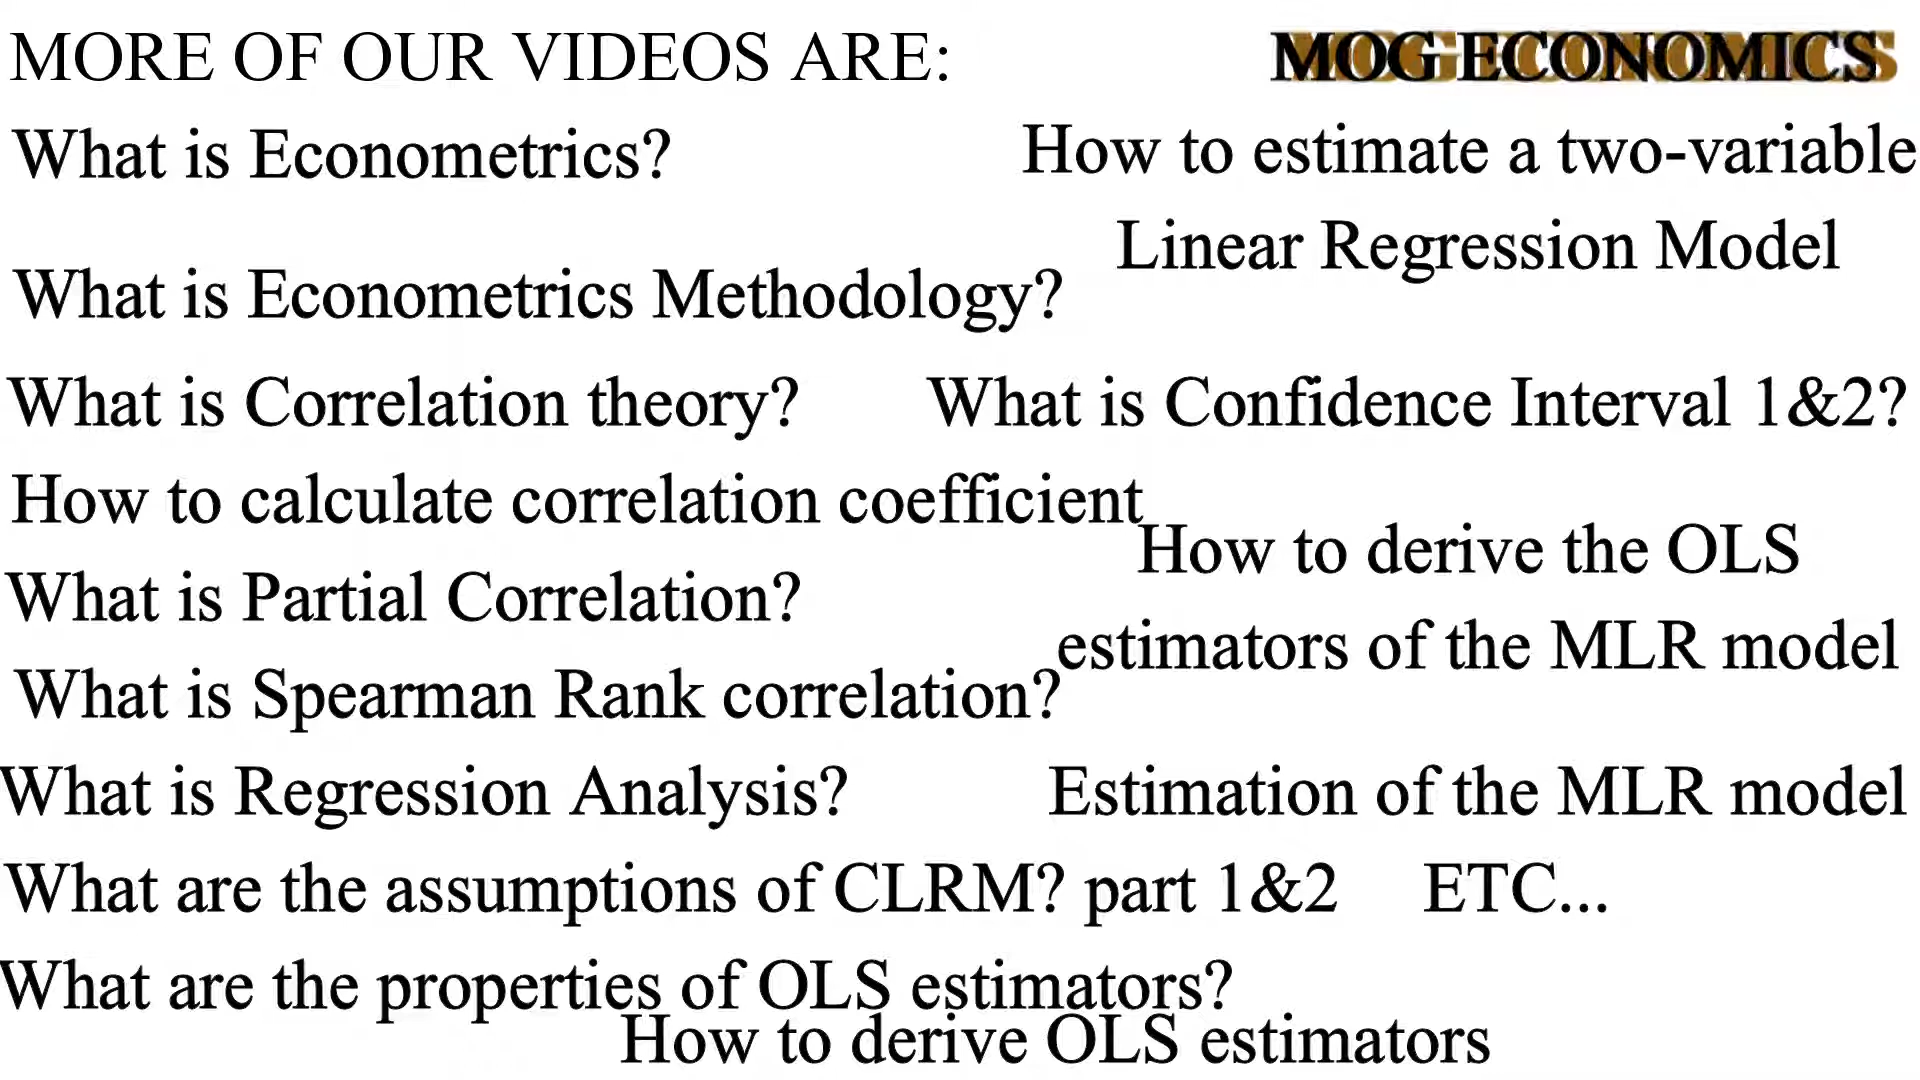 MORE OF OUR VIDEOS ARE:
MOG ECONOMICS
What is Econometrics?
How to estimate a two-variable
Linear Regression Model
What is Econometrics Methodology?
What is Correlation theory?
What is Confidence Interval 1&2?
How to calculate correlation coefficient
How to derive the OLS
estimators of the MLR model
What is Partial Correlation?
What is Spearman Rank correlation?
What is Regression Analysis?
Estimation of the MLR model
What are the assumptions of CLRM? part 1&2
ETC...
What are the properties of OLS estimators?
How to derive OLS estimators